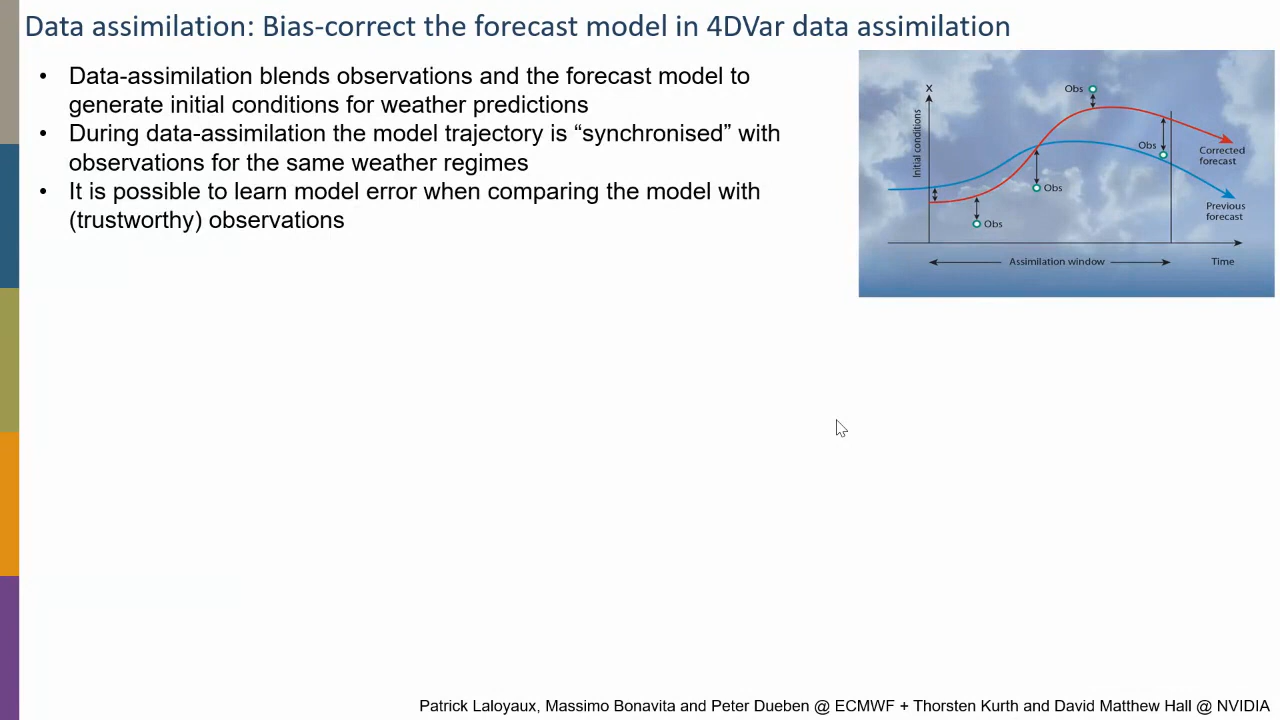 Data assimilation: Bias-correct the forecast model in 4DVar data assimilation
• Data-assimilation blends observations and the forecast model to
generate initial conditions for weather predictions
• During data-assimilation the model trajectory is “synchronised” with
observations for the same weather regimes
• It is possible to learn model error when comparing the model with
(trustworthy) observations
X
Initial conditions
Obs
Obs
Obs
Obs
Corrected
forecast
Previous
forecast
Assimilation window
Time
Patrick Laloyaux, Massimo Bonavita and Peter Dueben @ ECMWF + Thorsten Kurth and David Matthew Hall @ NVIDIA